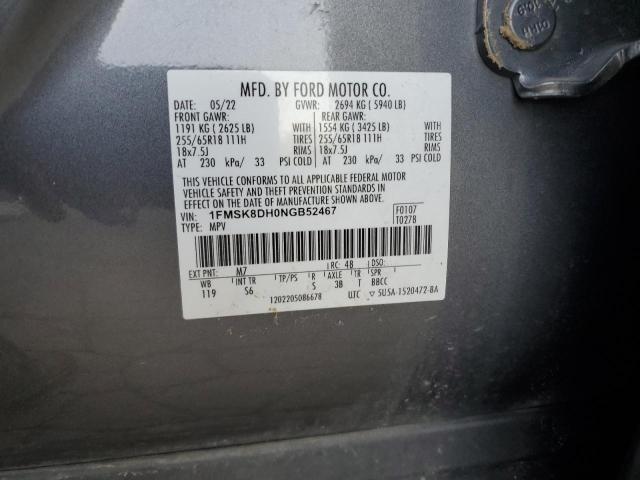 MFD. BY FORD MOTOR CO.
DATE: 05/22 GVWR: 2694 KG ( 5940 LB)
FRONT GAWR: REAR GAWR:
1191 KG ( 2625 LB) WITH 1554 KG ( 3425 LB) WITH
255/65R18 111H TIRES 255/65R18 111H TIRES
18x7.5J RIMS 18x7.5J RIMS
AT 230 kPa/ 33 PSI COLD AT 230 kPa/ 33 PSI COLD
THIS VEHICLE CONFORMS TO ALL APPLICABLE FEDERAL MOTOR
VEHICLE SAFETY AND THEFT PREVENTION STANDARDS IN
EFFECT ON THE DATE OF MANUFACTURE SHOWN ABOVE.
VIN: 1FMSK8DH0NGB52467 F0107
TYPE: MPV T0278
EXT PNT: M7 RC: 48 DSO:
WB INT TR TP/PS R AXLE TR SPR
119 S6 S 3B T BBCC
1202205086678 UTC ▽ 5U5A-1520472-BA